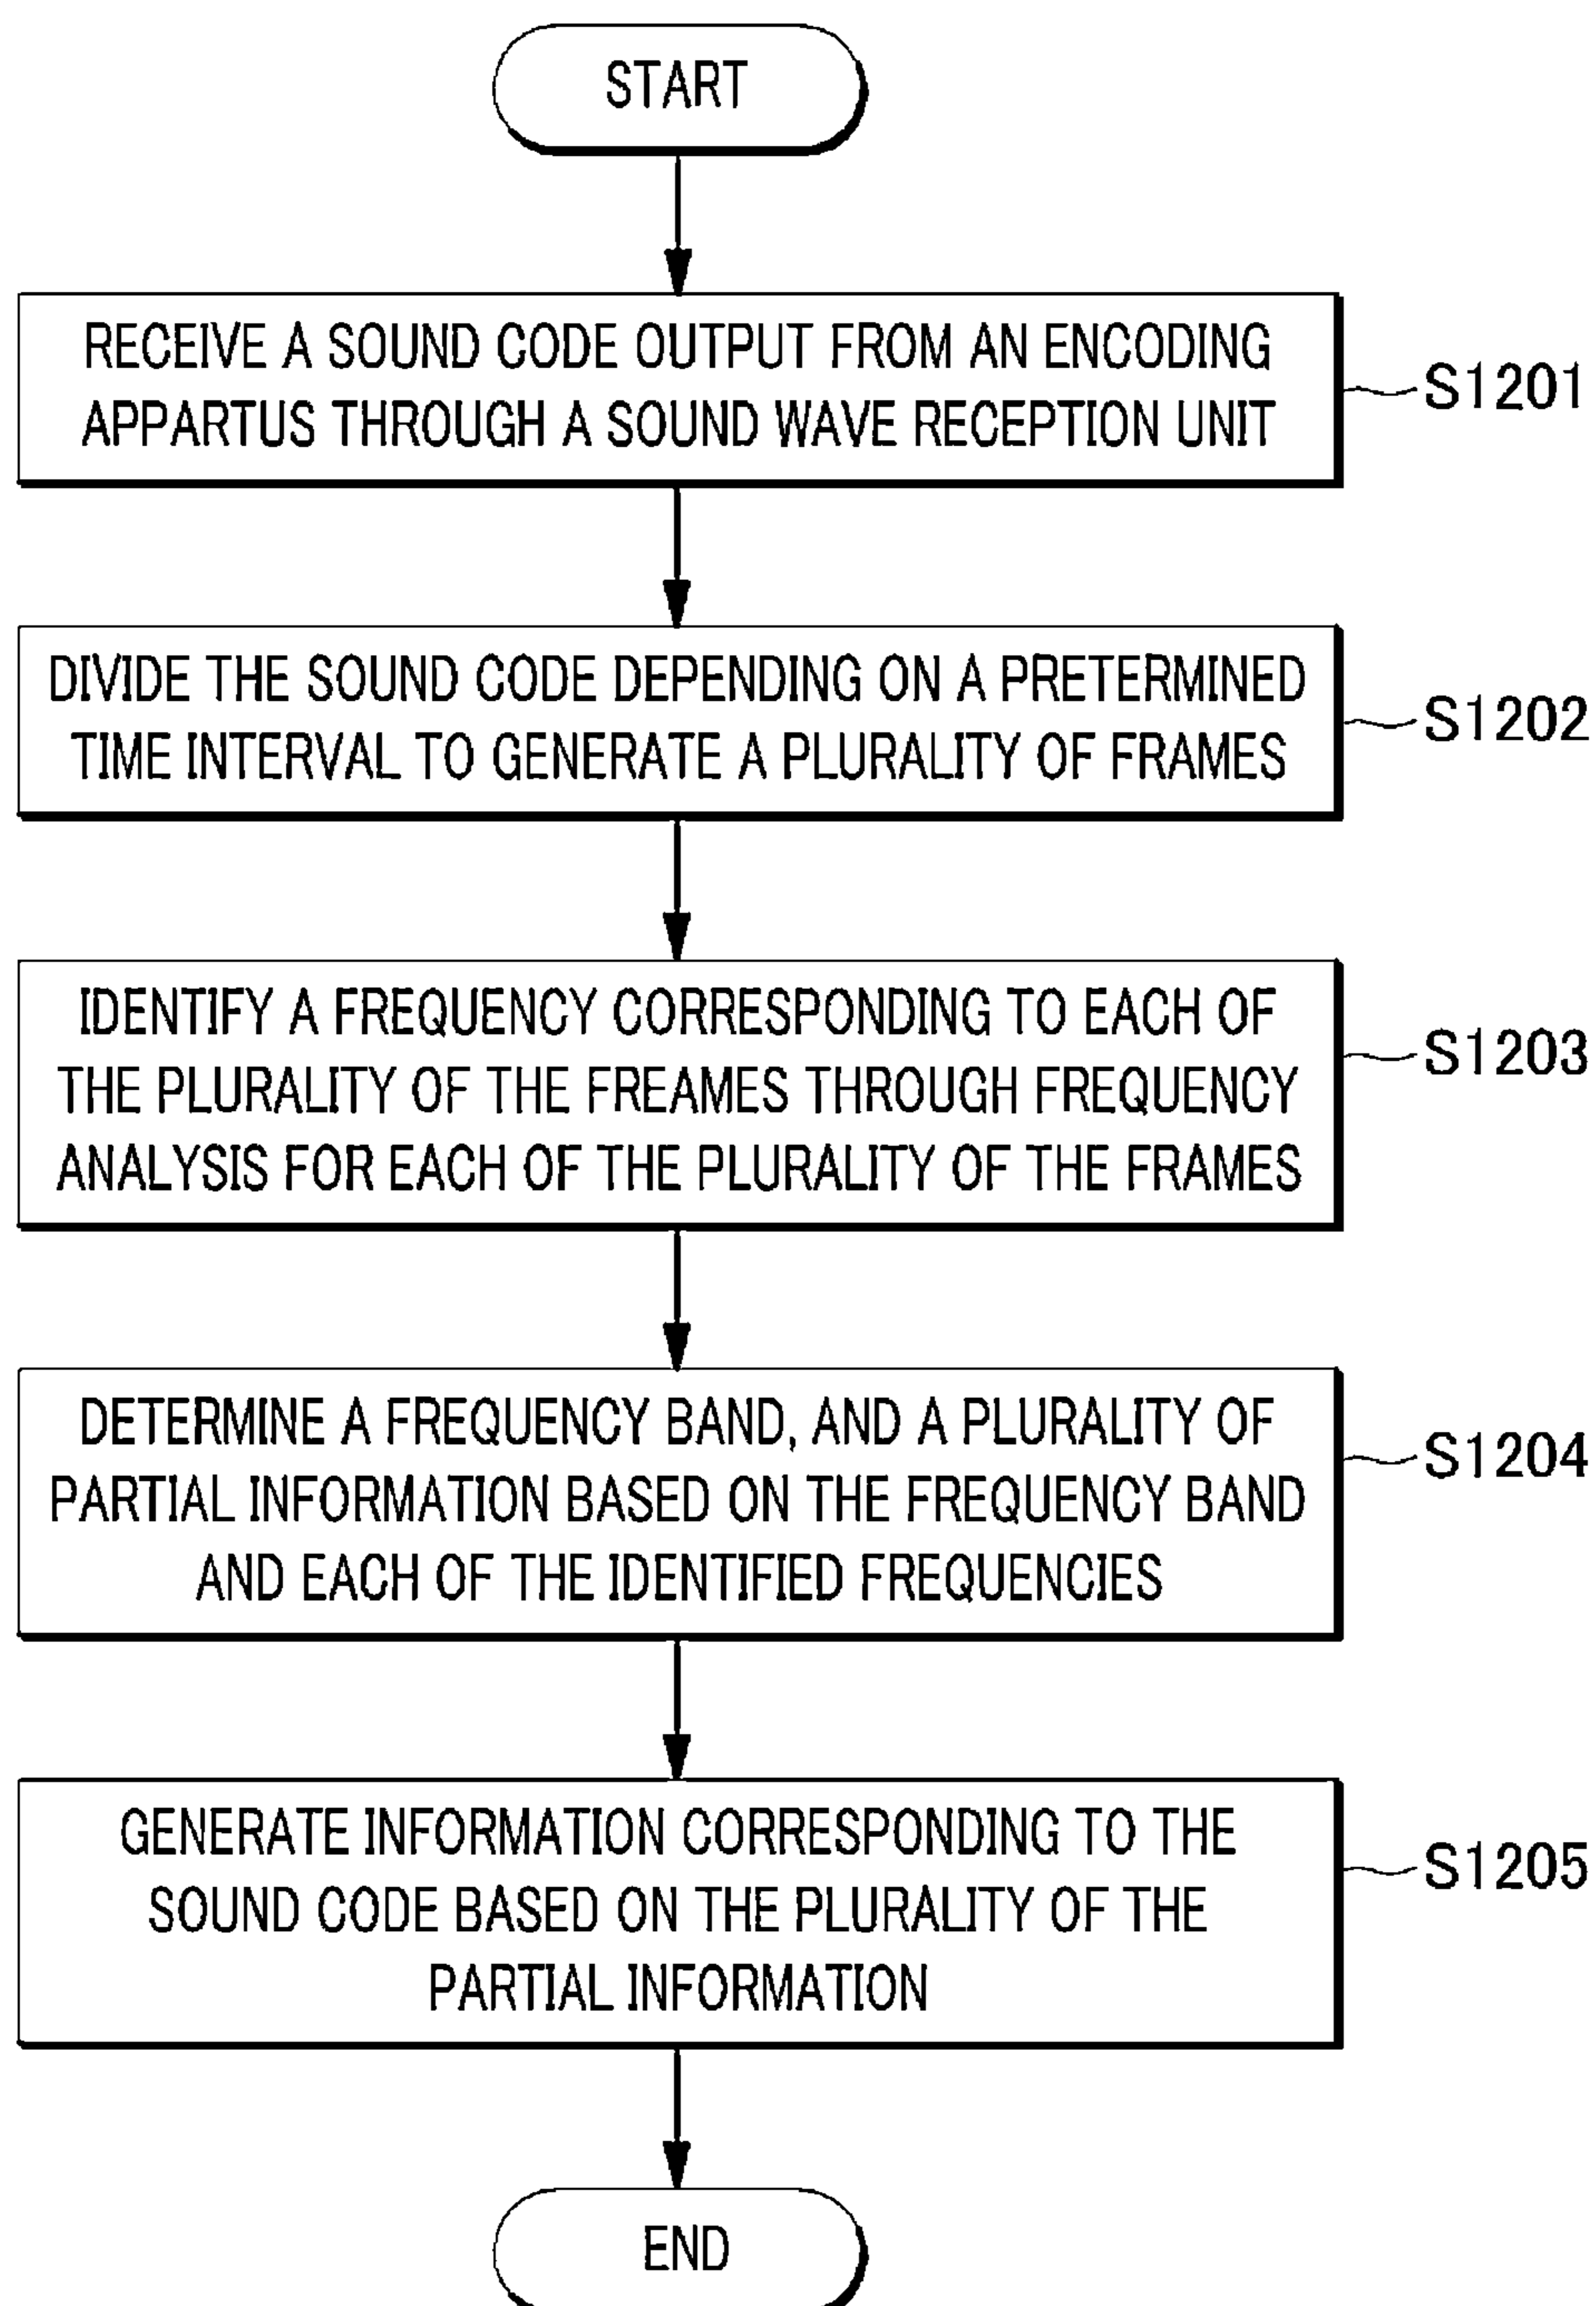 START
RECEIVE A SOUND CODE OUTPUT FROM AN ENCODING
APPARTUS THROUGH A SOUND WAVE RECEPTION UNIT
S1201
DIVIDE THE SOUND CODE DEPENDING ON A PRETERMINED
TIME INTERVAL TO GENERATE A PLURALITY OF FRAMES
S1202
IDENTIFY A FREQUENCY CORRESPONDING TO EACH OF
THE PLURALITY OF THE FREAMES THROUGH FREQUENCY
ANALYSIS FOR EACH OF THE PLURALITY OF THE FRAMES
S1203
DETERMINE A FREQUENCY BAND, AND A PLURALITY OF
PARTIAL INFORMATION BASED ON THE FREQUENCY BAND
AND EACH OF THE IDENTIFIED FREQUENCIES
S1204
GENERATE INFORMATION CORRESPONDING TO THE
SOUND CODE BASED ON THE PLURALITY OF THE
PARTIAL INFORMATION
S1205
END